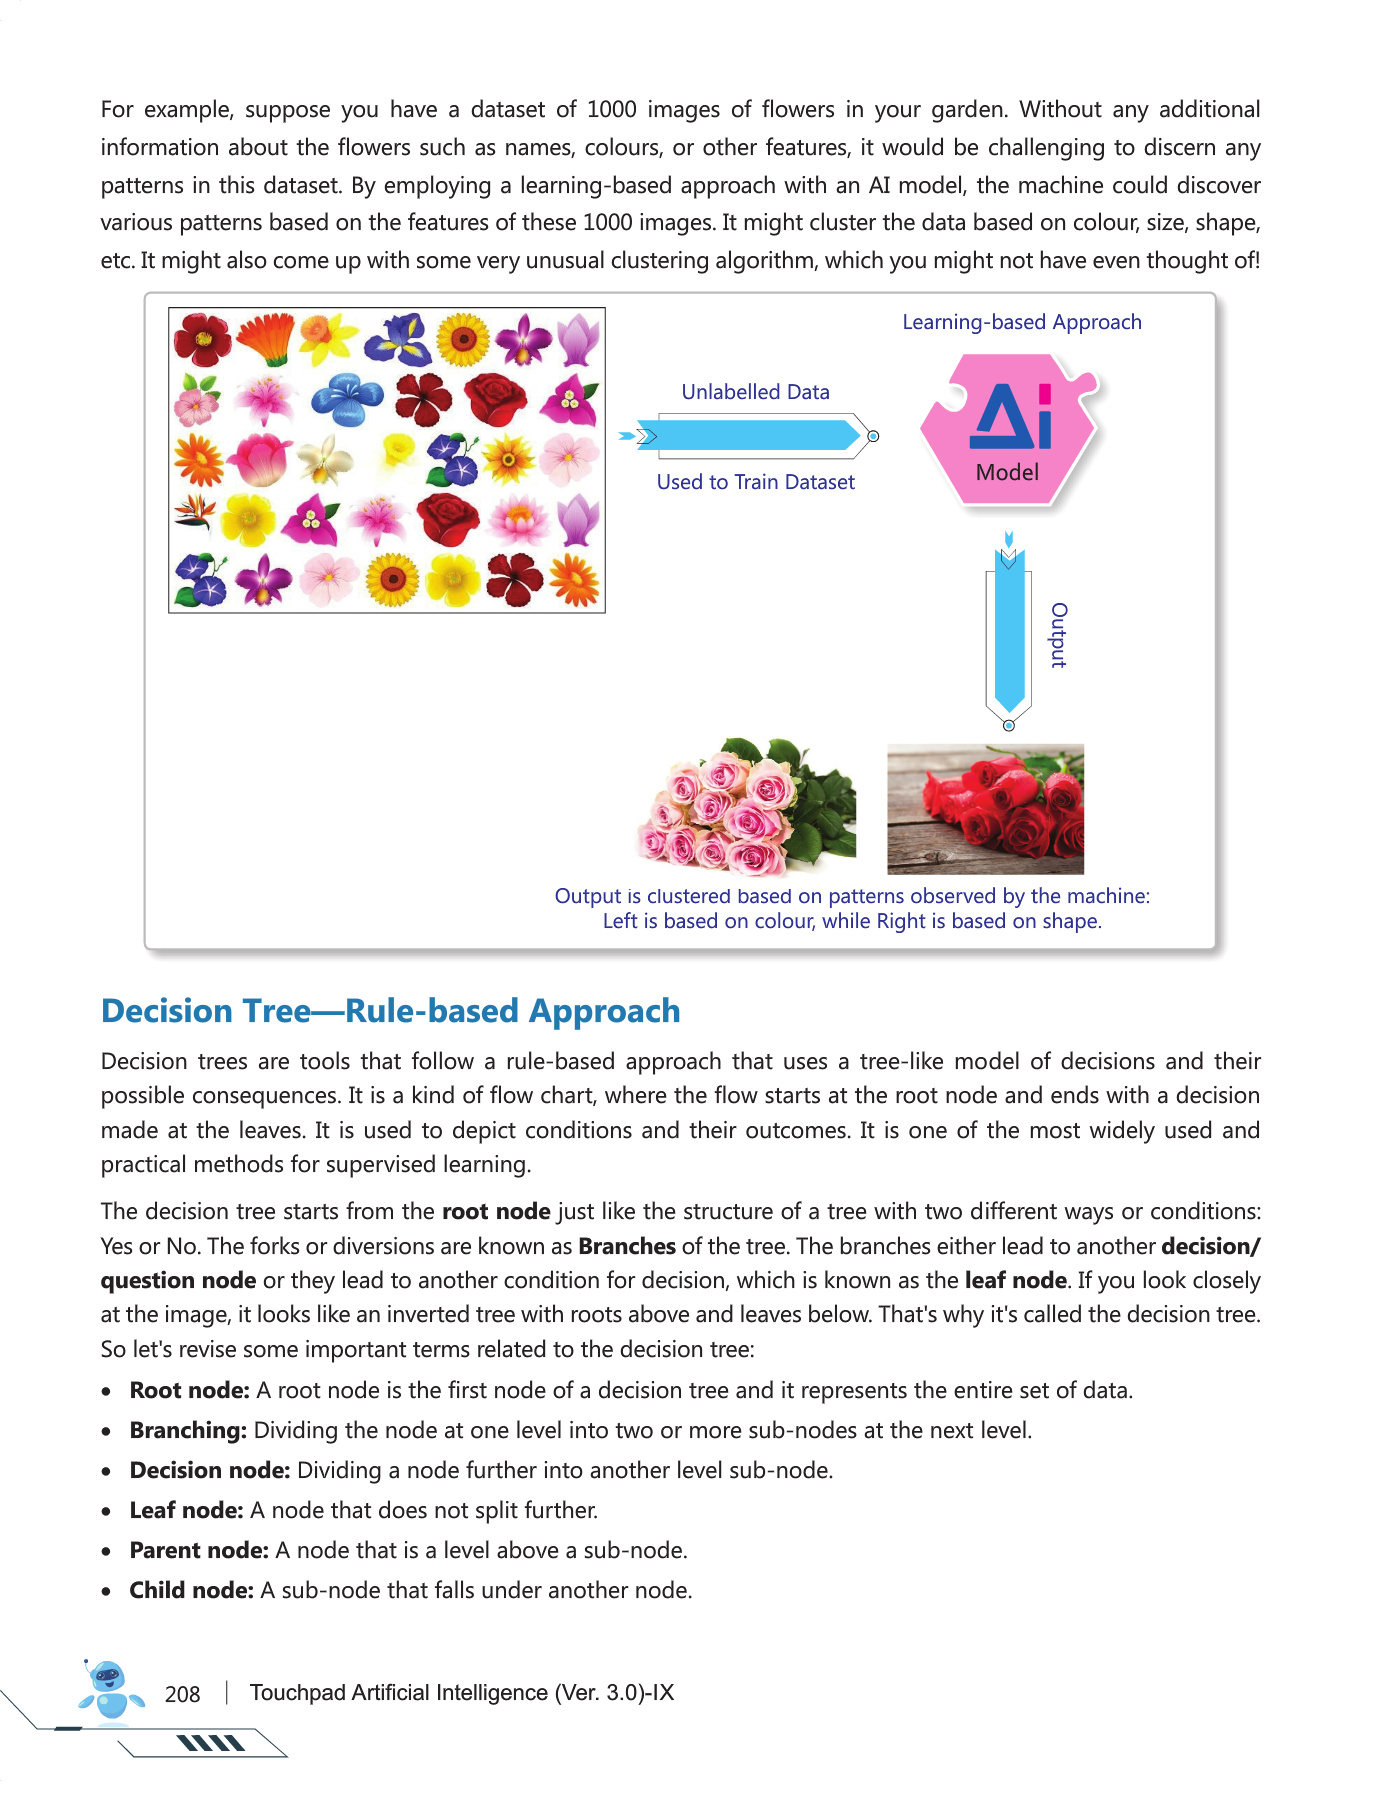 For example, suppose you have a dataset of 1000 images of flowers in your garden. Without any additional
information about the flowers such as names, colours, or other features, it would be challenging to discern any
patterns in this dataset. By employing a learning-based approach with an AI model, the machine could discover
various patterns based on the features of these 1000 images. It might cluster the data based on colour, size, shape,
etc. It might also come up with some very unusual clustering algorithm, which you might not have even thought of!
Learning-based Approach
Unlabelled Data
Used to Train Dataset
Ai
Model
Output
Output is clustered based on patterns observed by the machine:
Left is based on colour, while Right is based on shape.
Decision Tree—Rule-based Approach
Decision trees are tools that follow a rule-based approach that uses a tree-like model of decisions and their
possible consequences. It is a kind of flow chart, where the flow starts at the root node and ends with a decision
made at the leaves. It is used to depict conditions and their outcomes. It is one of the most widely used and
practical methods for supervised learning.
The decision tree starts from the root node just like the structure of a tree with two different ways or conditions:
Yes or No. The forks or diversions are known as Branches of the tree. The branches either lead to another decision/
question node or they lead to another condition for decision, which is known as the leaf node. If you look closely
at the image, it looks like an inverted tree with roots above and leaves below. That's why it's called the decision tree.
So let's revise some important terms related to the decision tree:
• Root node: A root node is the first node of a decision tree and it represents the entire set of data.
• Branching: Dividing the node at one level into two or more sub-nodes at the next level.
• Decision node: Dividing a node further into another level sub-node.
• Leaf node: A node that does not split further.
• Parent node: A node that is a level above a sub-node.
• Child node: A sub-node that falls under another node.
208 | Touchpad Artificial Intelligence (Ver. 3.0)-IX